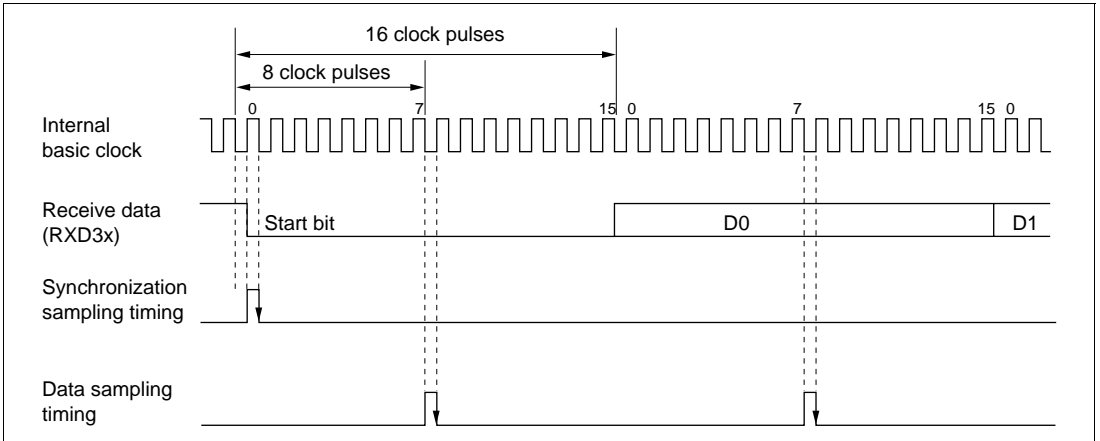 16 clock pulses
8 clock pulses
0 7 15 0 7 15 0
Internal
basic clock
Receive data
(RXD3x)
Start bit D0 D1
Synchronization
sampling timing
Data sampling
timing